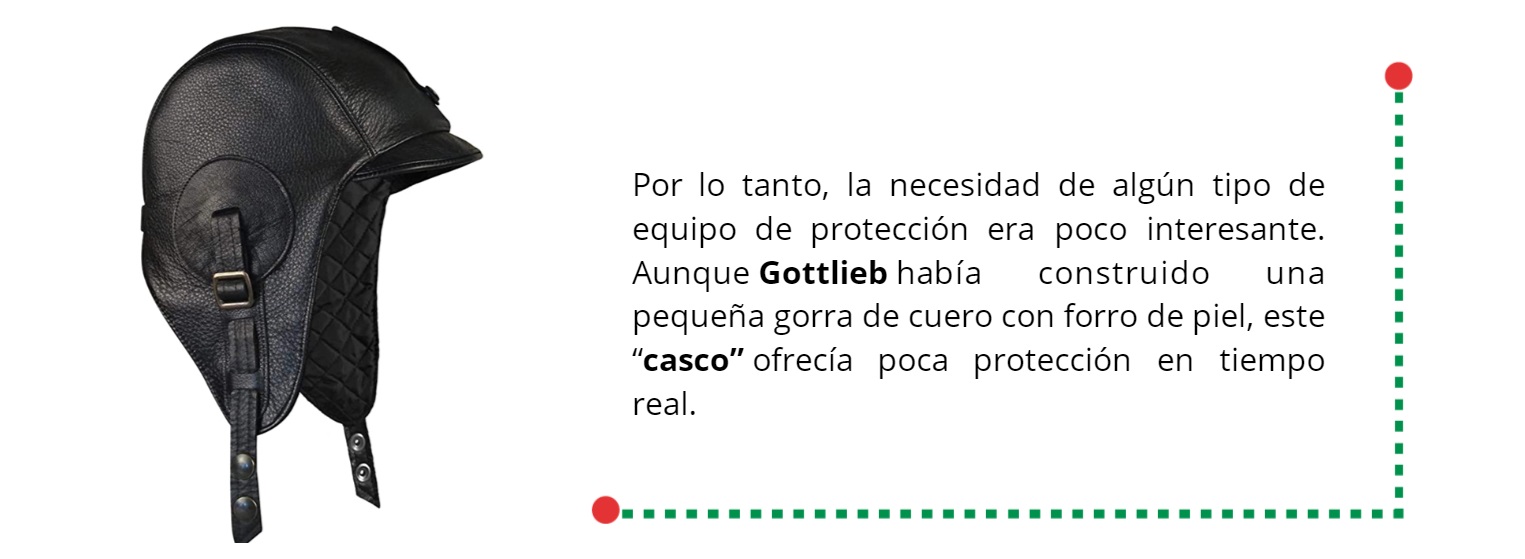 Por lo tanto, la necesidad de algún tipo de
equipo de protección era poco interesante.
Aunque Gottlieb había construido una
pequeña gorra de cuero con forro de piel, este
“casco” ofrecía poca protección en tiempo
real.